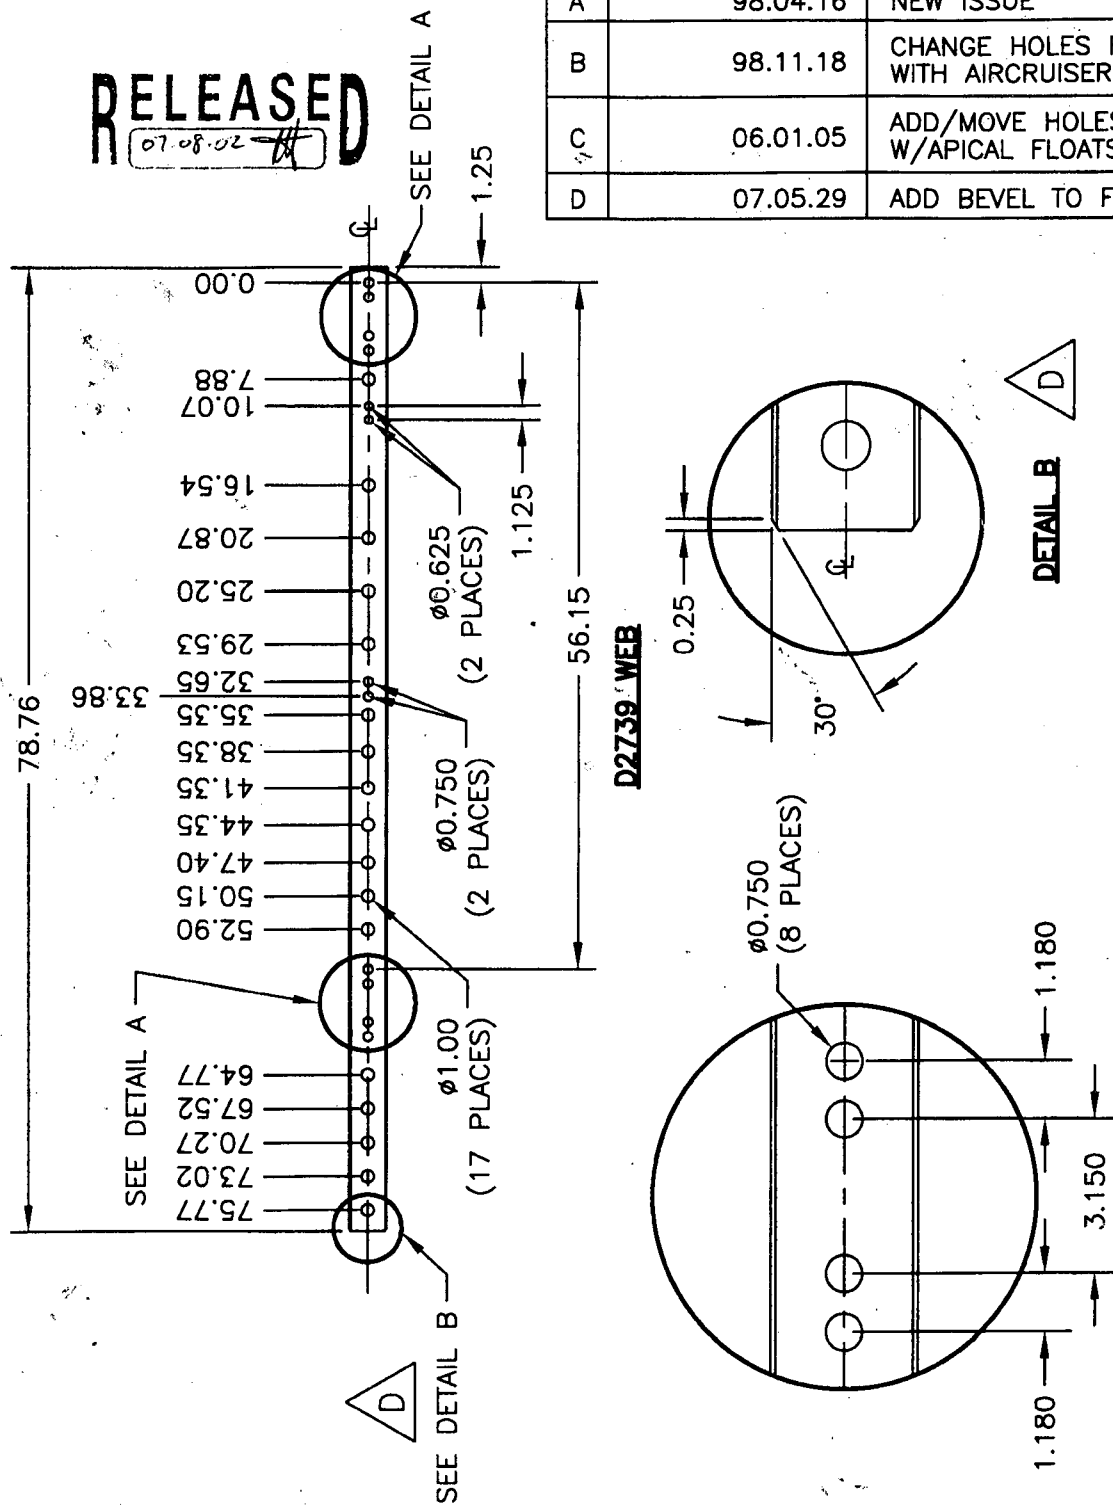 RELEASED
07.08.02
A 98.04.16 NEW ISSUE
B 98.11.18 CHANGE HOLES
WITH AIRCRUISER
C 06.01.05 ADD/MOVE HOLES
W/APICAL FLOATS
D 07.05.29 ADD BEVEL TO
SEE DETAIL A
1.25
℄
78.76
0.00
7.88
10.07
16.54
20.87
25.20
29.53
32.65
33.86
35.35
38.35
41.35
44.35
47.40
50.15
52.90
64.77
67.52
70.27
73.02
75.77
SEE DETAIL A
ø0.625
(2 PLACES)
1.125
ø0.750
(2 PLACES)
56.15
ø1.00
(17 PLACES)
D2739 WEB
D
SEE DETAIL B
0.25
30°
℄
DETAIL B
D
ø0.750
(8 PLACES)
1.180
3.150
1.180